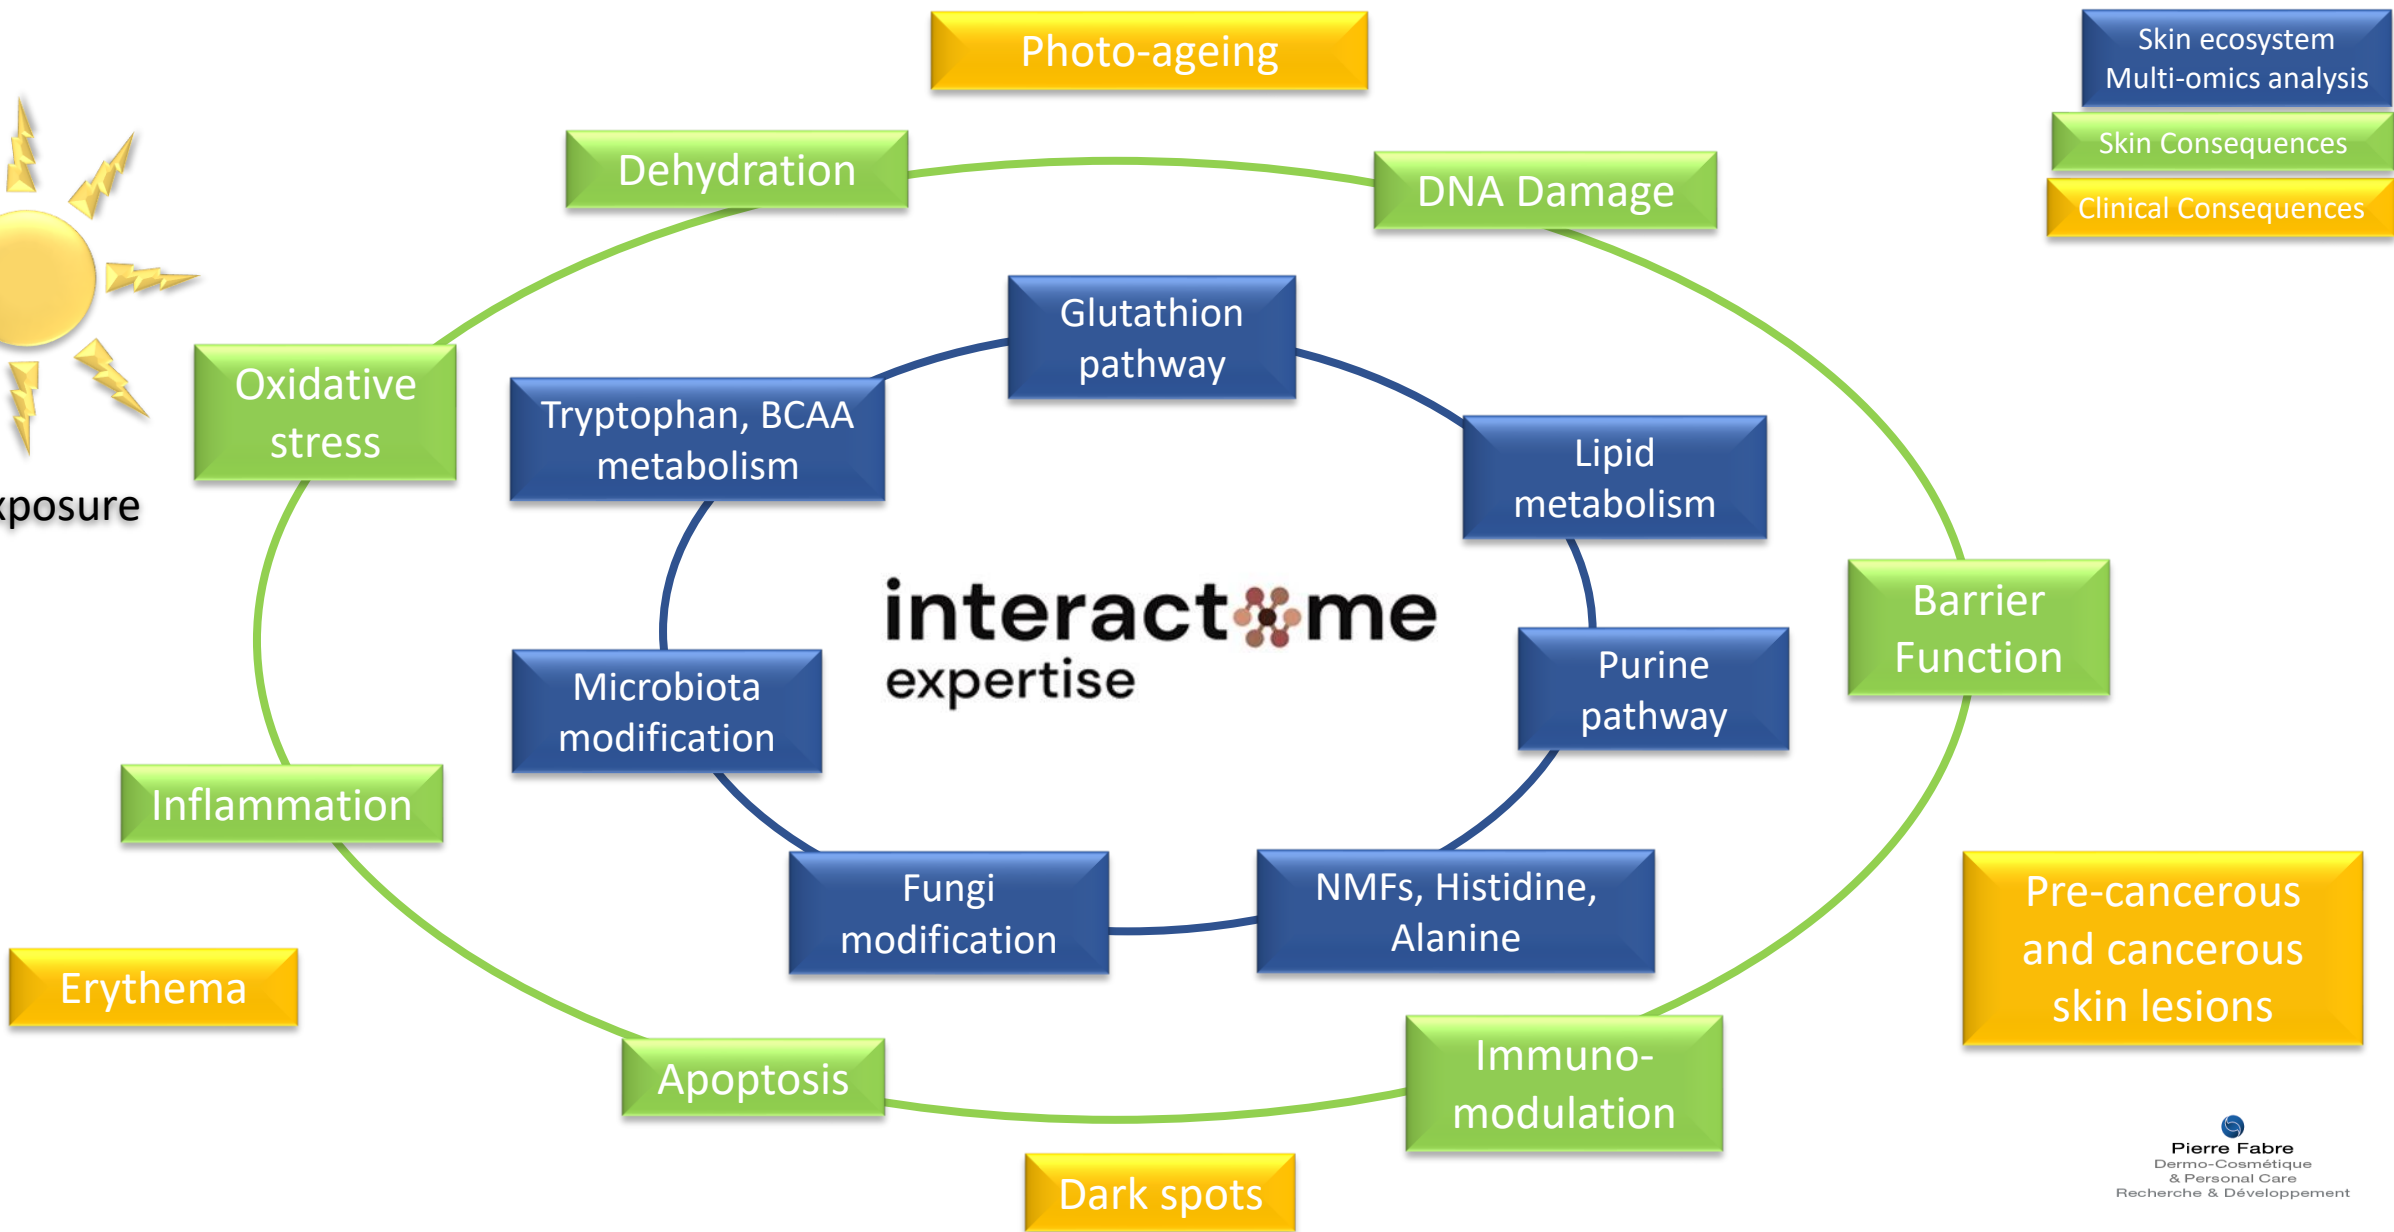 Photo-ageing
Skin ecosystem
Multi-omics analysis
Skin Consequences
Clinical Consequences
Dehydration
DNA Damage
Glutathion
pathway
Oxidative
stress
Tryptophan, BCAA
metabolism
Lipid
metabolism
xposure
interactome
expertise
Barrier
Function
Microbiota
modification
Purine
pathway
Inflammation
Fungi
modification
NMFs, Histidine,
Alanine
Pre-cancerous
and cancerous
skin lesions
Erythema
Apoptosis
Immuno-
modulation
Dark spots
Pierre Fabre
Dermo-Cosmétique
& Personal Care
Recherche & Développement